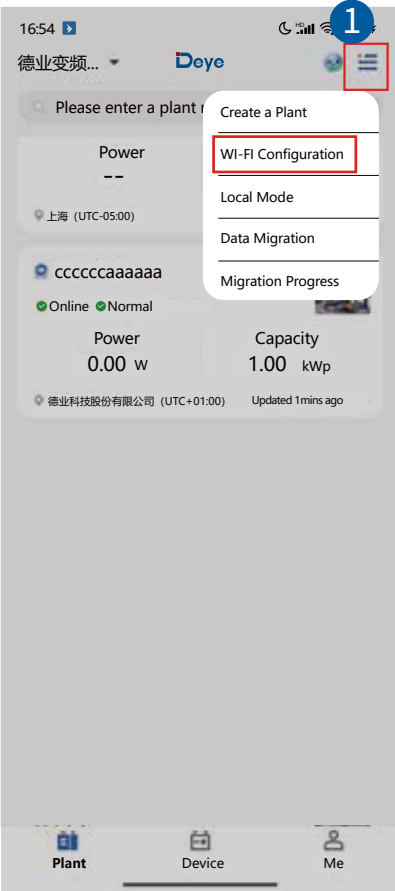 1
16:54
HD
德业变频...
Deye
Please enter a plant
Create a Plant
WI-FI Configuration
Local Mode
Data Migration
Migration Progress
Power
--
上海 (UTC-05:00)
ccccccaaaaaa
Online Normal
Power
0.00 W
Capacity
1.00 kWp
德业科技股份有限公司 (UTC+01:00) Updated 1mins ago
Plant
Device
Me